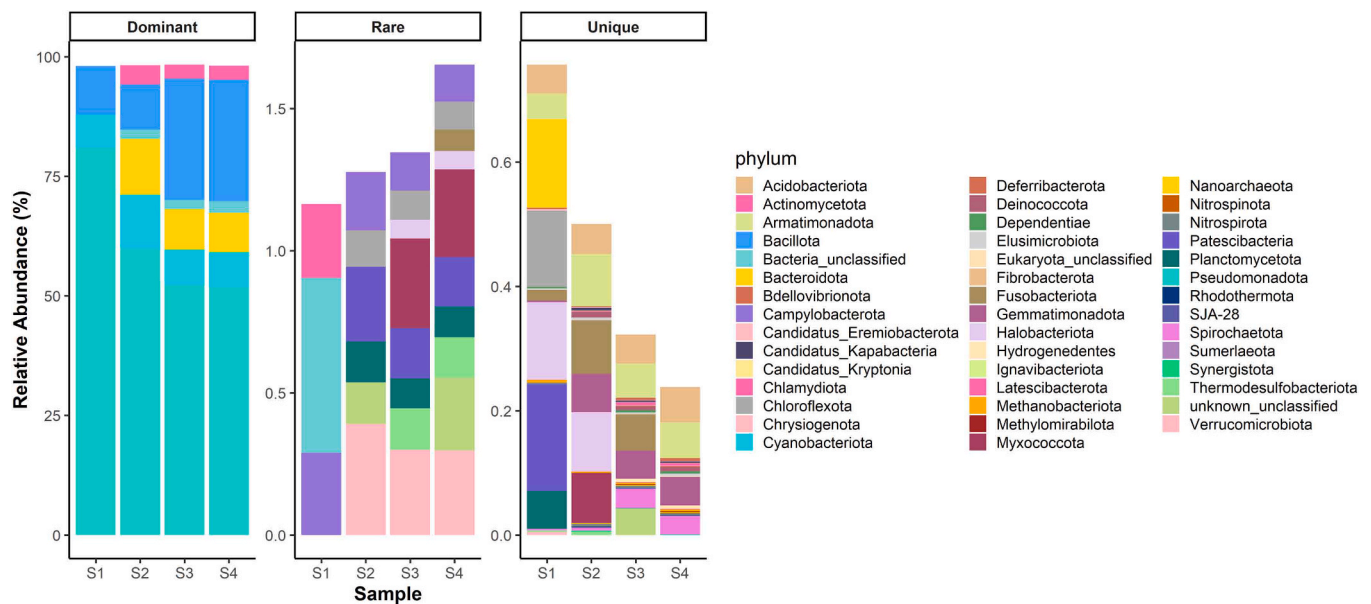 Dominant
Rare
Unique
Relative Abundance (%)
100
75
50
25
0
1.5
1.0
0.5
0.0
0.6
0.4
0.2
0.0
S1 S2 S3 S4
S1 S2 S3 S4
S1 S2 S3 S4
Sample
phylum
Acidobacteriota
Actinomycetota
Armatimonadota
Bacillota
Bacteria_unclassified
Bacteroidota
Bdellovibrionota
Campylobacterota
Candidatus_Eremiobacterota
Candidatus_Kapabacteria
Candidatus_Kryptonia
Chlamydiota
Chloroflexota
Chrysiogenota
Cyanobacteriota
Deferribacterota
Deinococcota
Dependentiae
Elusimicrobiota
Eukaryota_unclassified
Fibrobacterota
Fusobacteriota
Gemmatimonadota
Halobacteriota
Hydrogenedentes
Ignavibacteriota
Latescibacterota
Methanobacteriota
Methylomirabilota
Myxococcota
Nanoarchaeota
Nitrospinota
Nitrospirota
Patescibacteria
Planctomycetota
Pseudomonadota
Rhodothermota
SJA-28
Spirochaetota
Sumerlaeota
Synergistota
Thermodesulfobacteriota
unknown_unclassified
Verrucomicrobiota